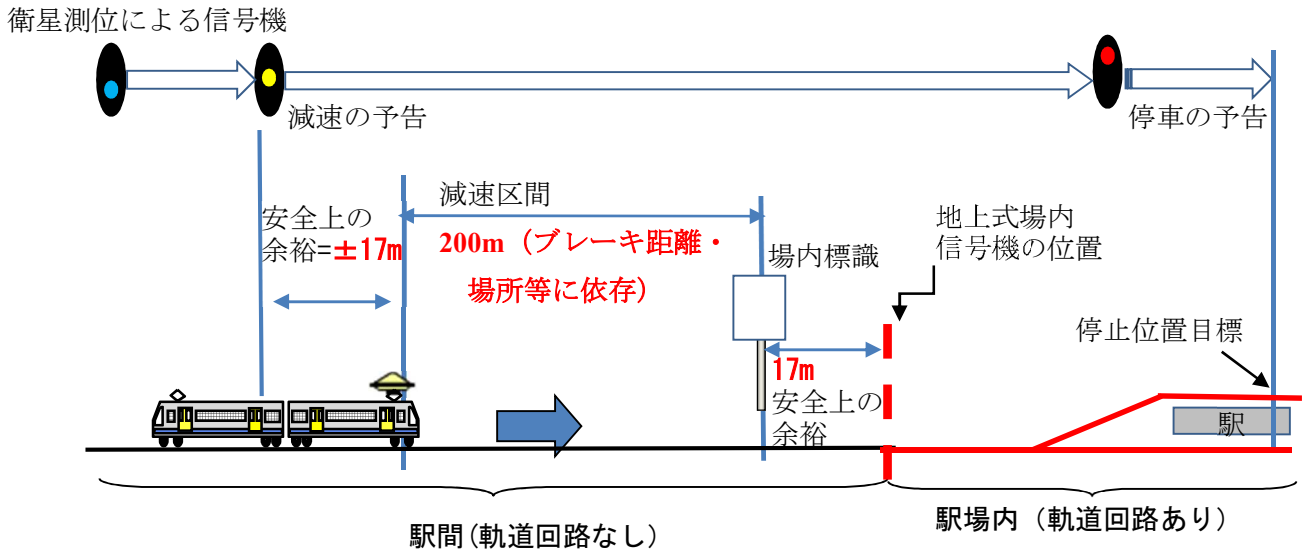 衛星測位による信号機
減速の予告
停車の予告
安全上の
余裕=±17m
減速区間
200m（ブレーキ距離・
場所等に依存）
場内標識
地上式場内
信号機の位置
17m
安全上の
余裕
停止位置目標
駅
駅間(軌道回路なし)
駅場内（軌道回路あり）